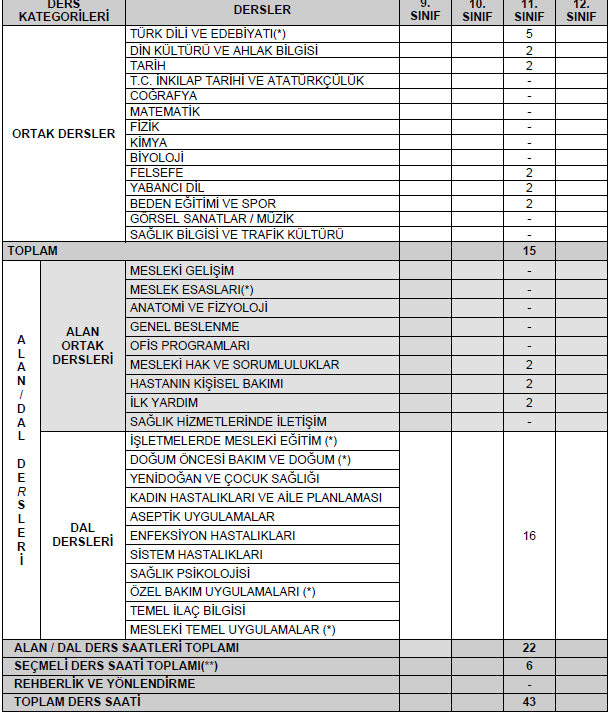 DERS KATEGORİLERİ DERSLER 9. SINIF 10. SINIF 11. SINIF 12. SINIF
ORTAK DERSLER
TÜRK DİLİ VE EDEBİYATI(*) 5
DİN KÜLTÜRÜ VE AHLAK BİLGİSİ 2
TARİH 2
T.C. İNKILAP TARİHİ VE ATATÜRKÇÜLÜK -
COĞRAFYA -
MATEMATİK -
FİZİK -
KİMYA -
BİYOLOJİ -
FELSEFE 2
YABANCI DİL 2
BEDEN EĞİTİMİ VE SPOR 2
GÖRSEL SANATLAR / MÜZİK -
SAĞLIK BİLGİSİ VE TRAFİK KÜLTÜRÜ -
TOPLAM 15
ALAN / DAL DERSLERİ
ALAN ORTAK DERSLERİ
MESLEKİ GELİŞİM -
MESLEK ESASLARI(*) -
ANATOMİ VE FİZYOLOJİ -
GENEL BESLENME -
OFİS PROGRAMLARI -
MESLEKİ HAK VE SORUMLULUKLAR 2
HASTANIN KİŞİSEL BAKIMI 2
İLK YARDIM 2
SAĞLIK HİZMETLERİNDE İLETİŞİM -
DAL DERSLERİ
İŞLETMELERDE MESLEKİ EĞİTİM (*)
DOĞUM ÖNCESİ BAKIM VE DOĞUM (*)
YENİDOĞAN VE ÇOCUK SAĞLIĞI
KADIN HASTALIKLARI VE AİLE PLANLAMASI
ASEPTİK UYGULAMALAR
ENFEKSİYON HASTALIKLARI 16
SİSTEM HASTALIKLARI
SAĞLIK PSİKOLOJİSİ
ÖZEL BAKIM UYGULAMALARI (*)
TEMEL İLAÇ BİLGİSİ
MESLEKİ TEMEL UYGULAMALAR (*)
ALAN / DAL DERS SAATLERİ TOPLAMI 22
SEÇMELİ DERS SAATİ TOPLAMI(**) 6
REHBERLİK VE YÖNLENDİRME -
TOPLAM DERS SAATİ 43